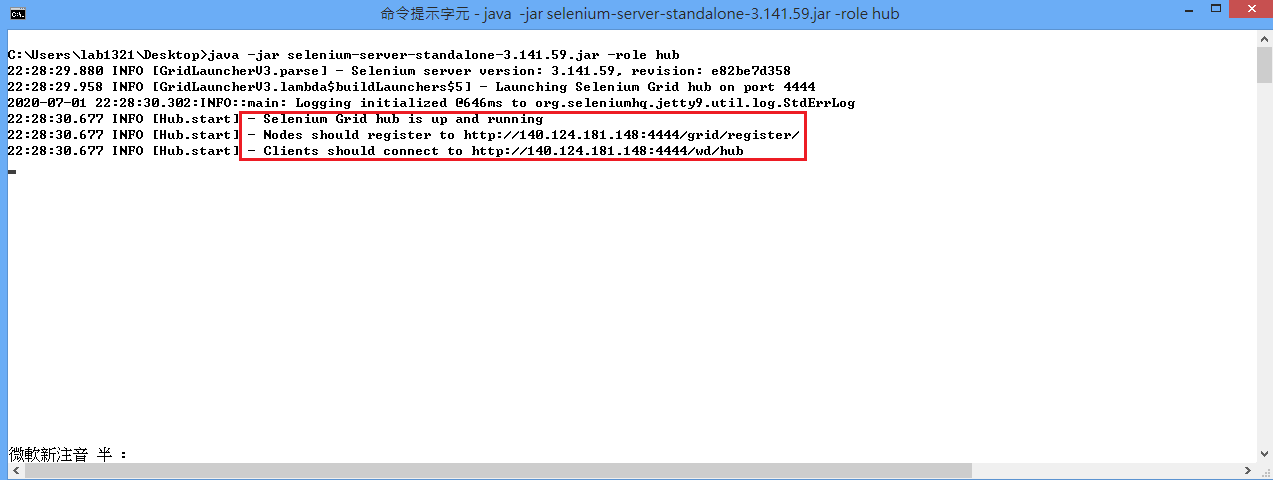 命令提示字元 - java -jar selenium-server-standalone-3.141.59.jar -role hub
C:\Users\lab1321\Desktop>java -jar selenium-server-standalone-3.141.59.jar -role hub
22:28:29.880 INFO [GridLauncherV3.parse] - Selenium server version: 3.141.59, revision: e82be7d358
22:28:29.958 INFO [GridLauncherV3.lambda$buildLaunchers$5] - Launching Selenium Grid hub on port 4444
2020-07-01 22:28:30.302:INFO::main: Logging initialized @646ms to org.seleniumhq.jetty9.util.log.StdErrLog
22:28:30.677 INFO [Hub.start] - Selenium Grid hub is up and running
22:28:30.677 INFO [Hub.start] - Nodes should register to http://140.124.181.148:4444/grid/register/
22:28:30.677 INFO [Hub.start] - Clients should connect to http://140.124.181.148:4444/wd/hub
微軟新注音 半 :